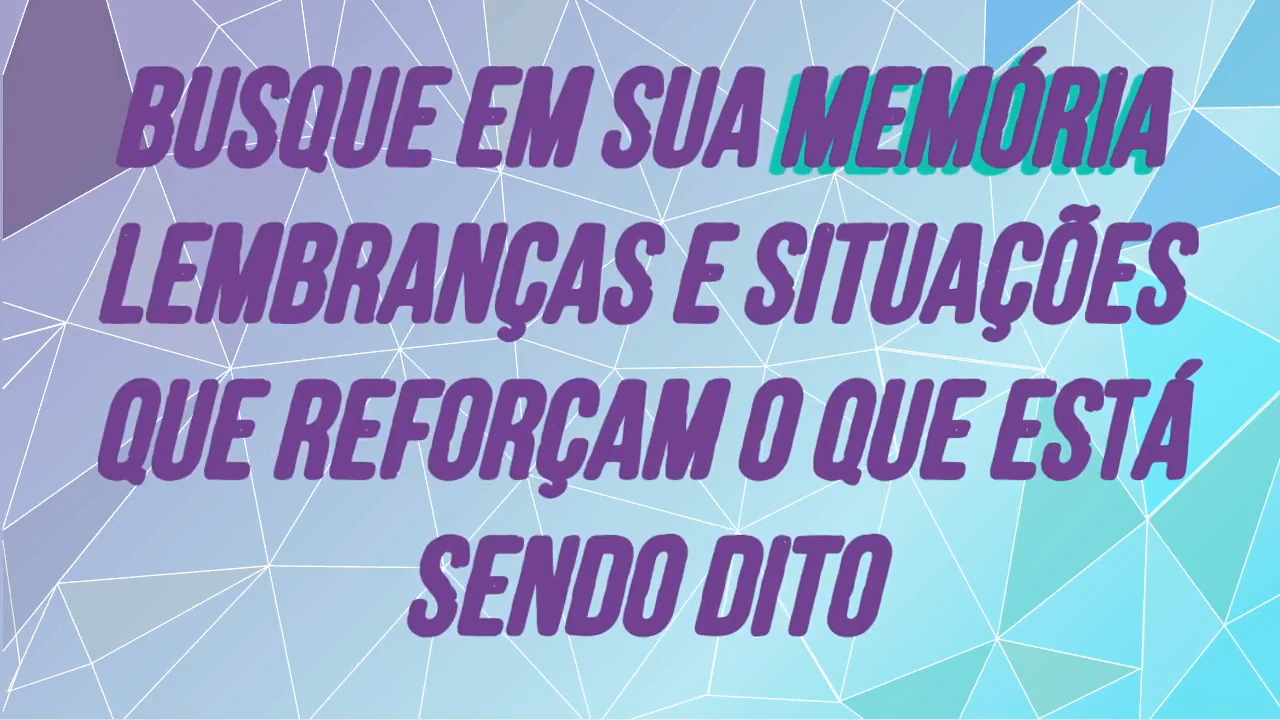 BUSQUE EM SUA MEMÓRIA
LEMBRANÇAS E SITUAÇÕES
QUE REFORÇAM O QUE ESTÁ
SENDO DITO